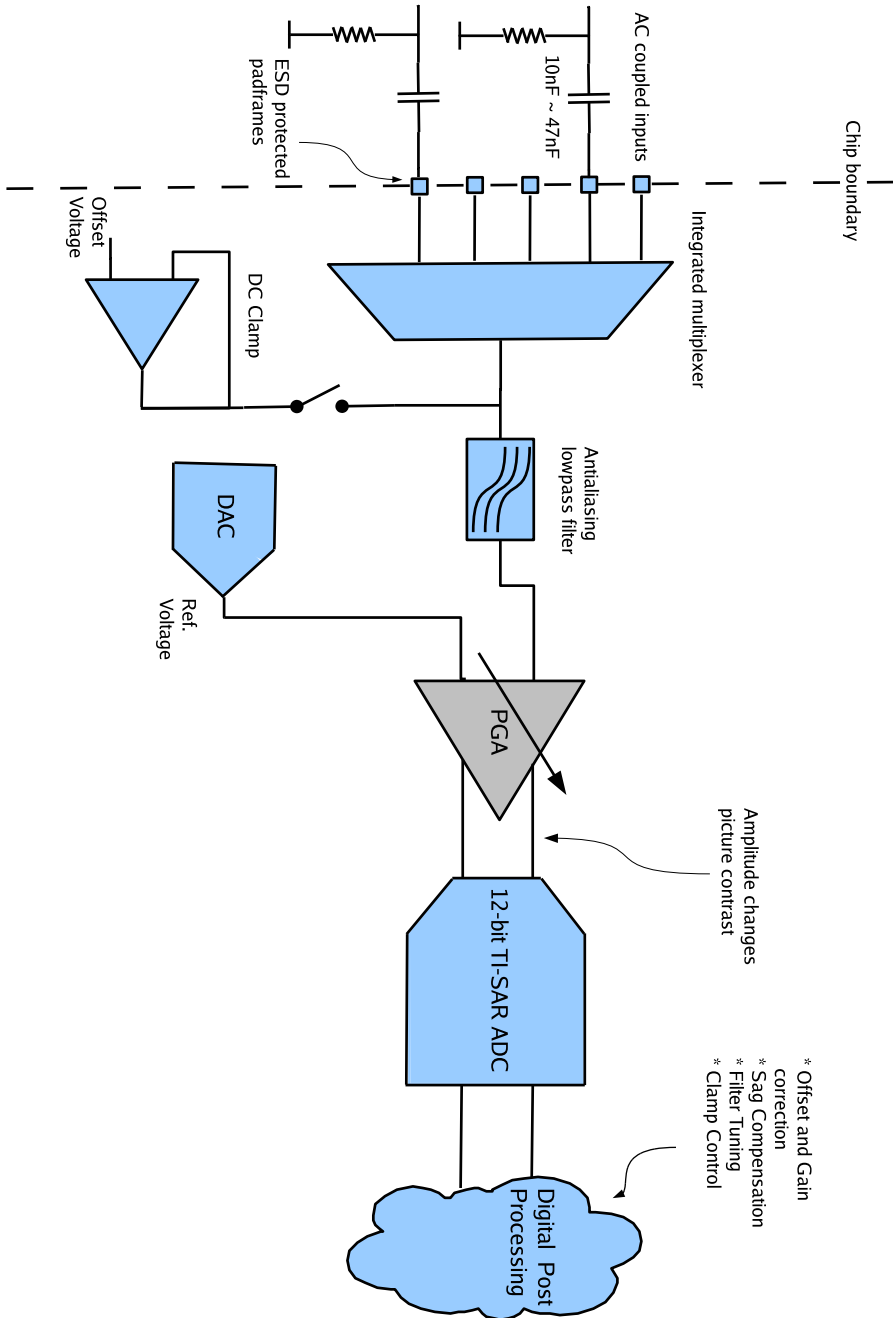 AC coupled inputs
10nF ~ 47nF
ESD protected
padframes
Chip boundary
Integrated multiplexer
Offset
Voltage
DC Clamp
Antialiasing
lowpass filter
DAC
Ref.
Voltage
PGA
Amplitude changes
picture contrast
12-bit TI-SAR ADC
* Offset and Gain
correction
* Sag Compensation
* Filter Tuning
* Clamp Control
Digital Post
Processing